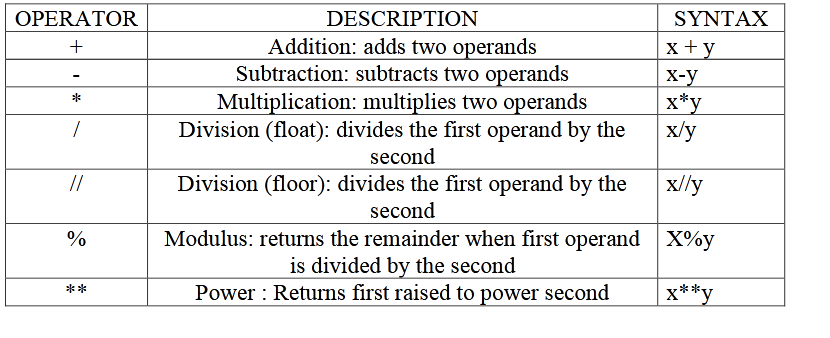 OPERATOR DESCRIPTION SYNTAX
+ Addition: adds two operands x + y
- Subtraction: subtracts two operands x-y
* Multiplication: multiplies two operands x*y
/ Division (float): divides the first operand by the x/y
second
// Division (floor): divides the first operand by the x//y
second
% Modulus: returns the remainder when first operand X%y
is divided by the second
** Power : Returns first raised to power second x**y